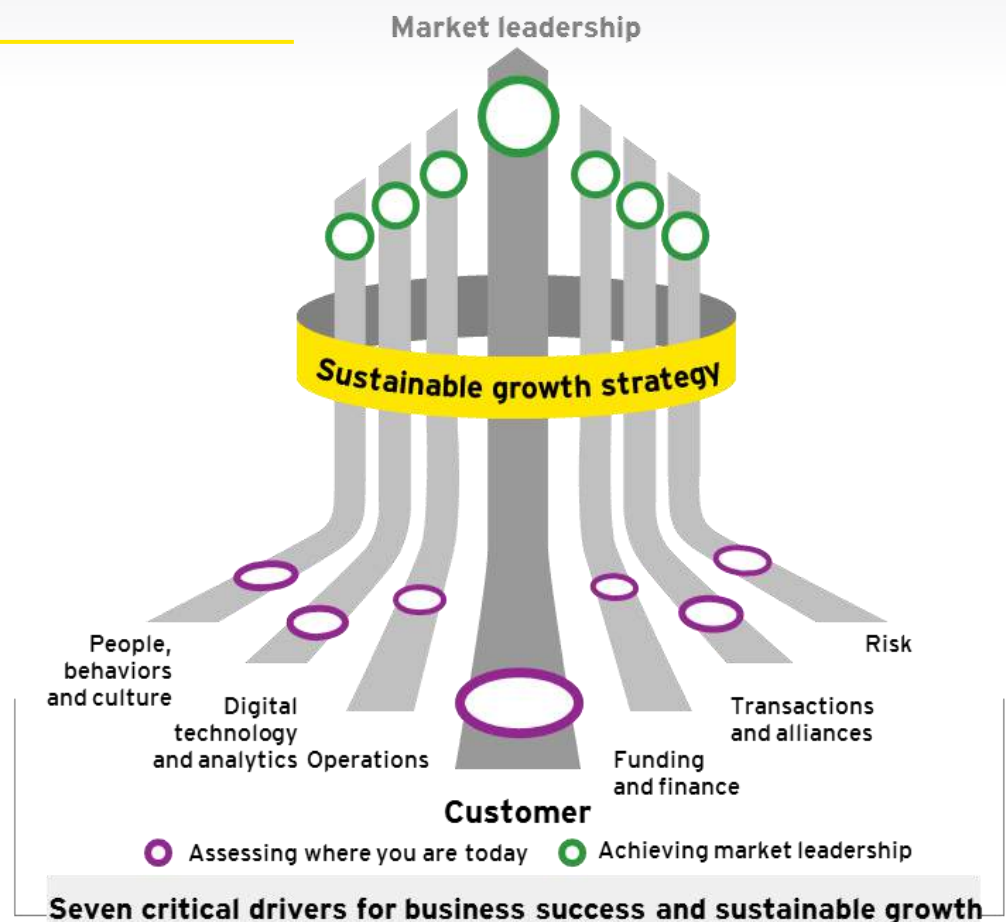 Market leadership
Sustainable growth strategy
People,
behaviors
and culture
Digital
technology
and analytics
Operations
Customer
Funding
and finance
Transactions
and alliances
Risk
Assessing where you are today
Achieving market leadership
Seven critical drivers for business success and sustainable growth